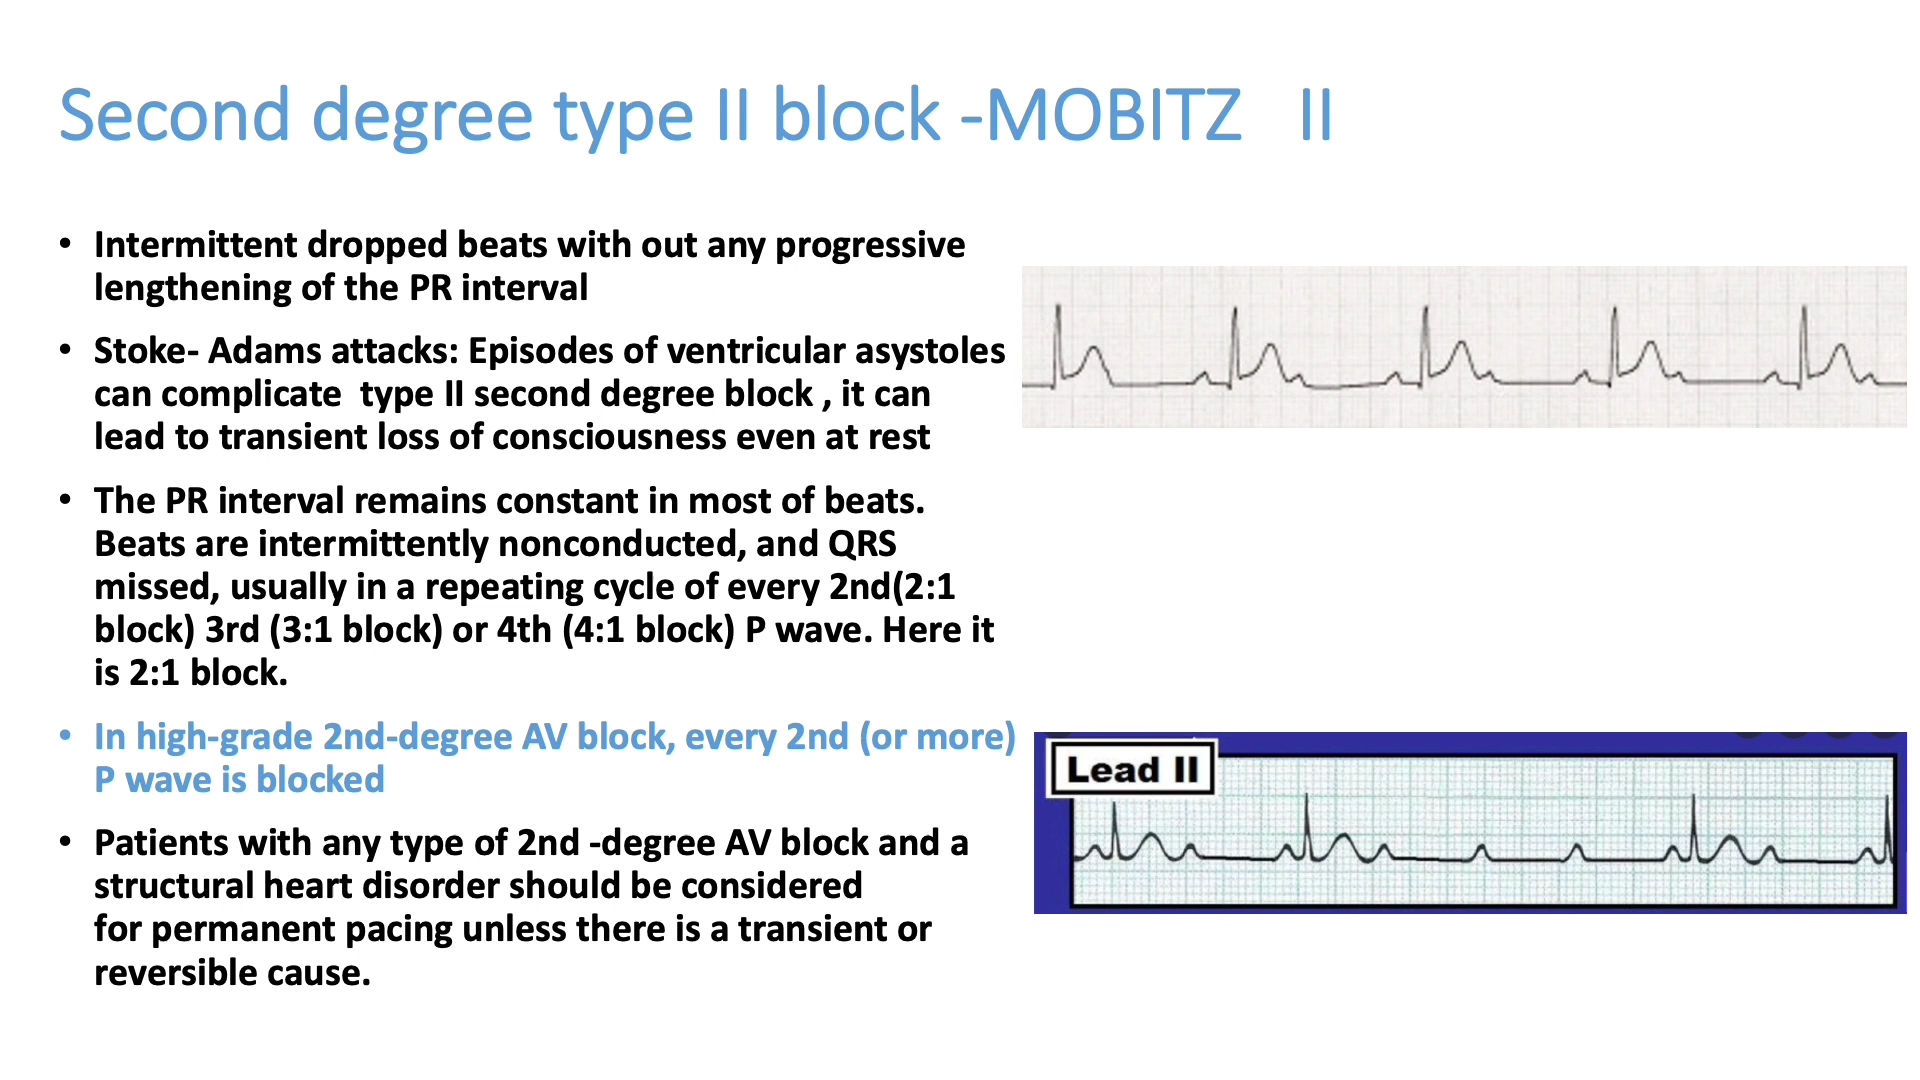 Second degree type II block -MOBITZ   II
• Intermittent dropped beats with out any progressive
lengthening of the PR interval
• Stoke- Adams attacks: Episodes of ventricular asystoles
can complicate  type II second degree block , it can
lead to transient loss of consciousness even at rest
• The PR interval remains constant in most of beats.
Beats are intermittently nonconducted, and QRS
missed, usually in a repeating cycle of every 2nd(2:1
block) 3rd (3:1 block) or 4th (4:1 block) P wave. Here it
is 2:1 block.
• In high-grade 2nd-degree AV block, every 2nd (or more)
P wave is blocked
• Patients with any type of 2nd -degree AV block and a
structural heart disorder should be considered
for permanent pacing unless there is a transient or
reversible cause.
Lead II